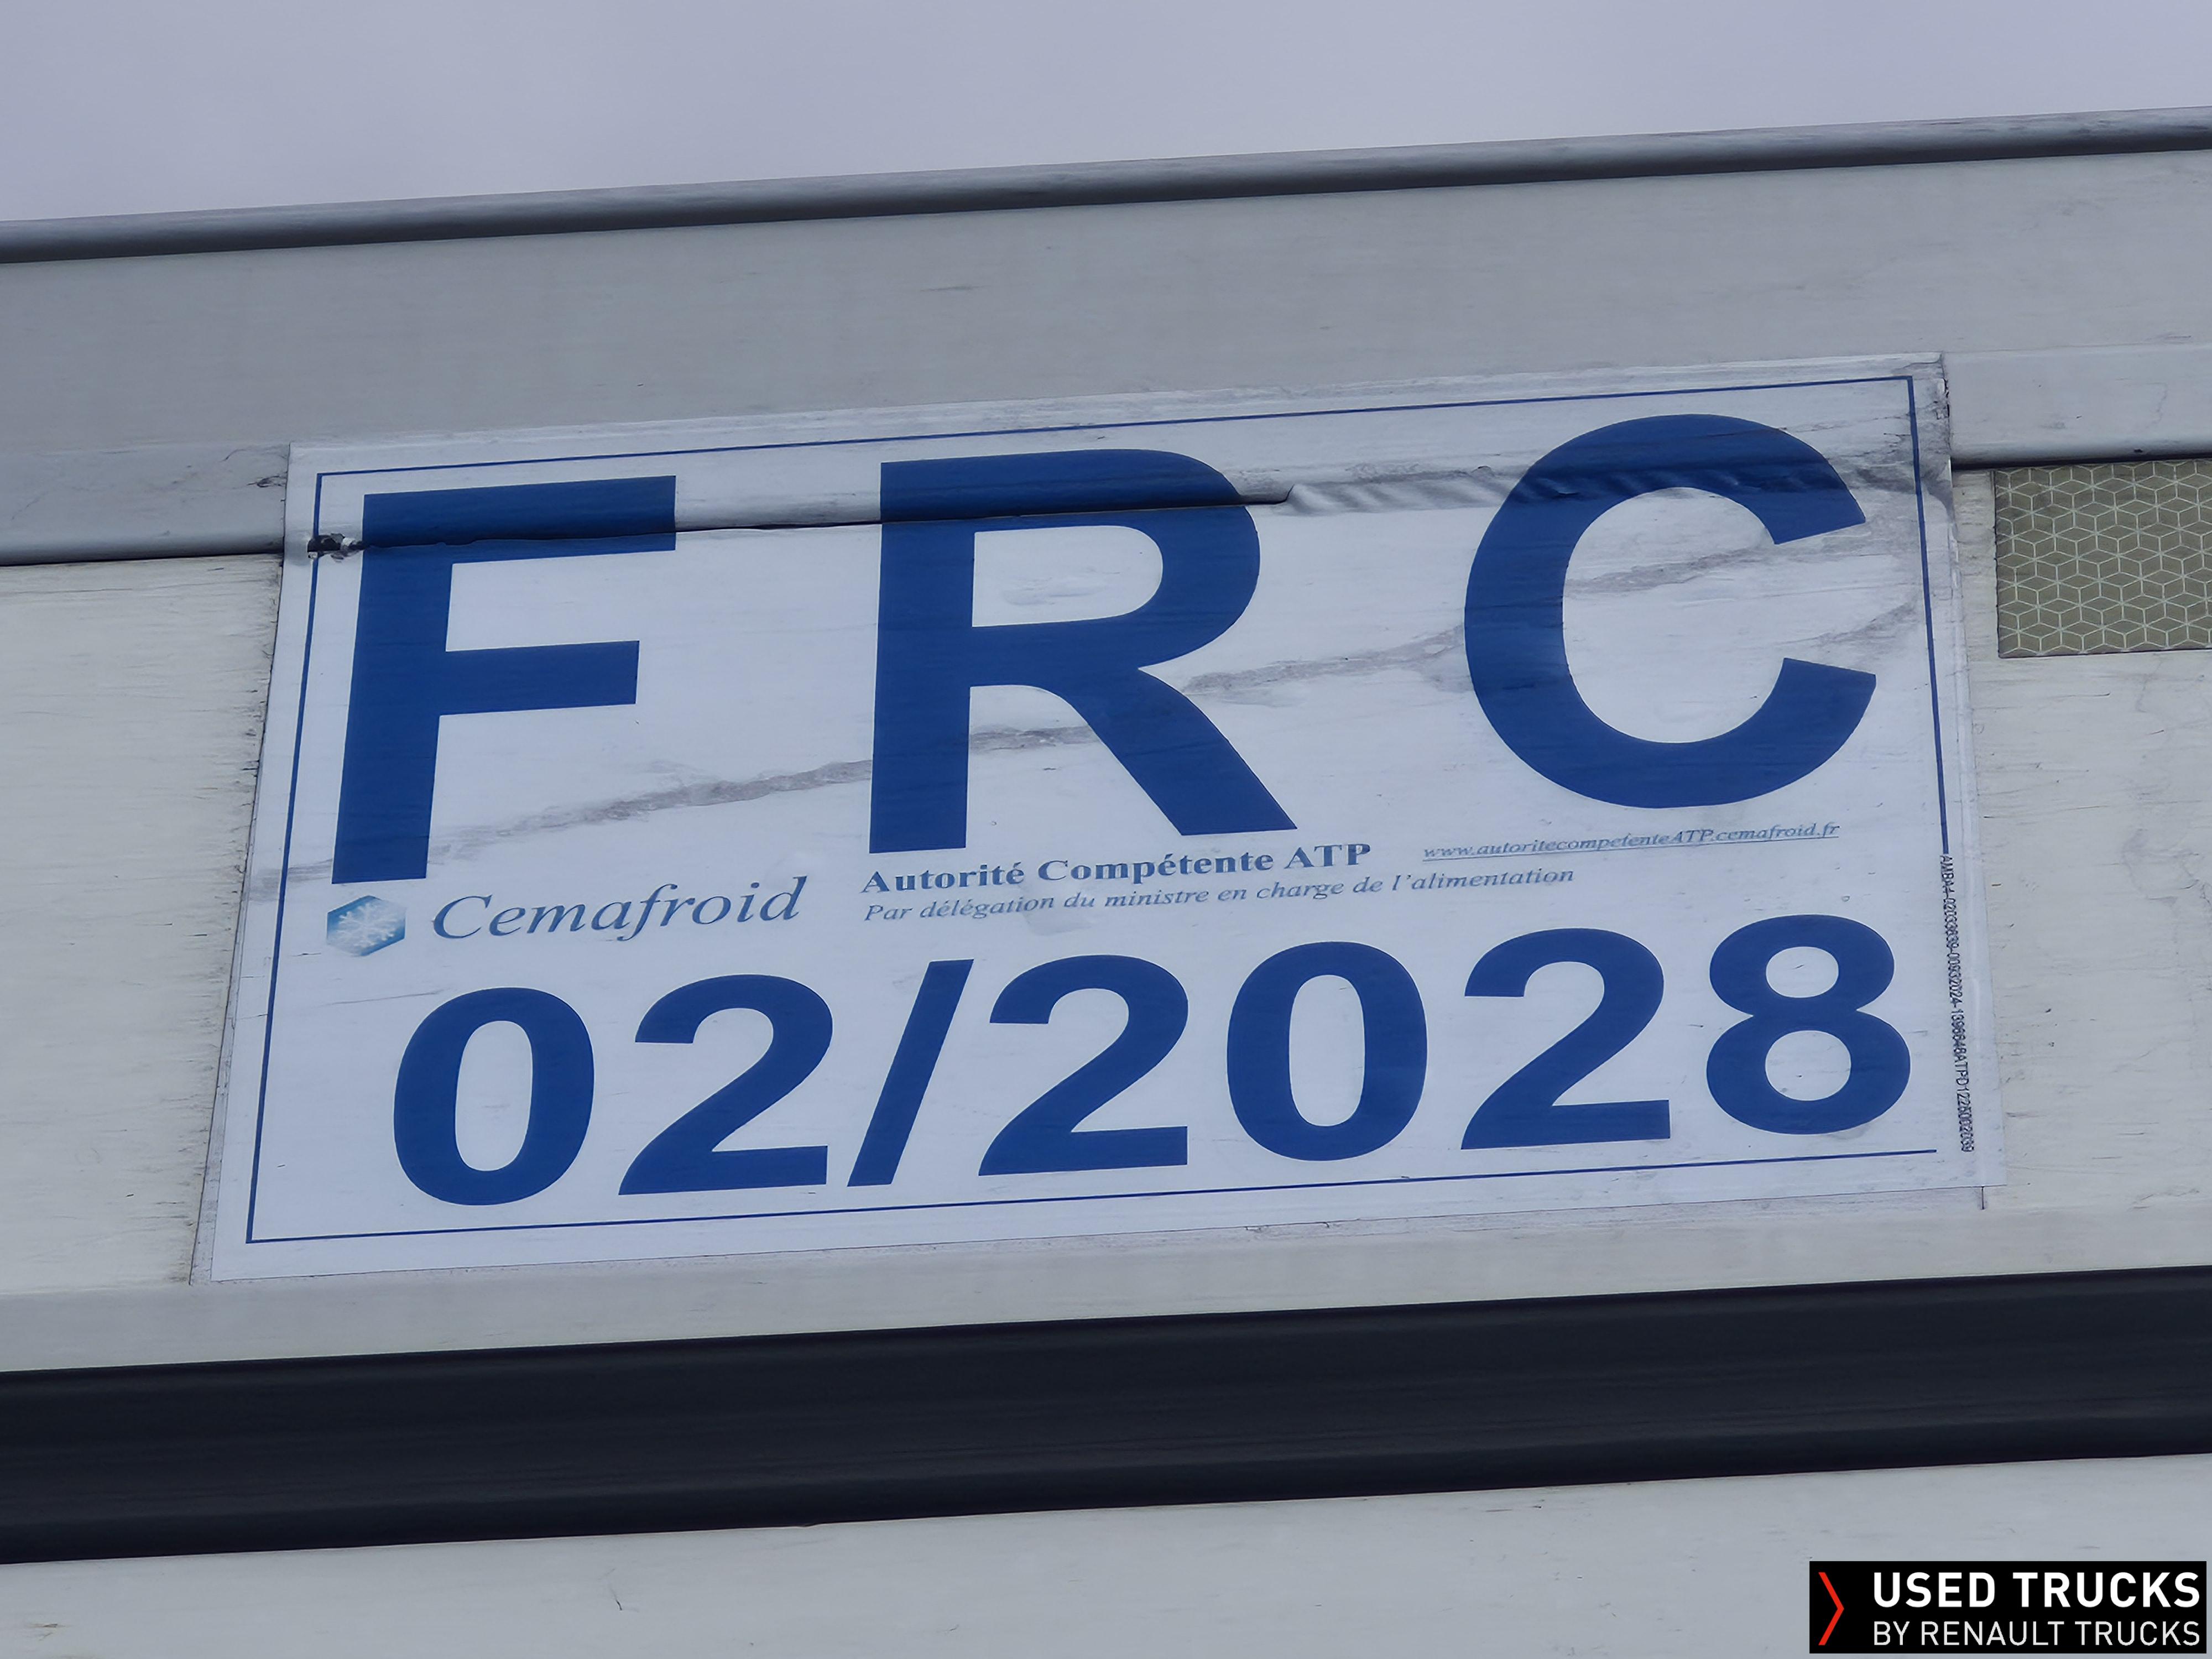 FRC
Cemafroid
Autorité Compétente ATP
www.autoritecompetenteATP.cemafroid.fr
Par délégation du ministre en charge de l'alimentation
02/2028
USED TRUCKS
BY RENAULT TRUCKS